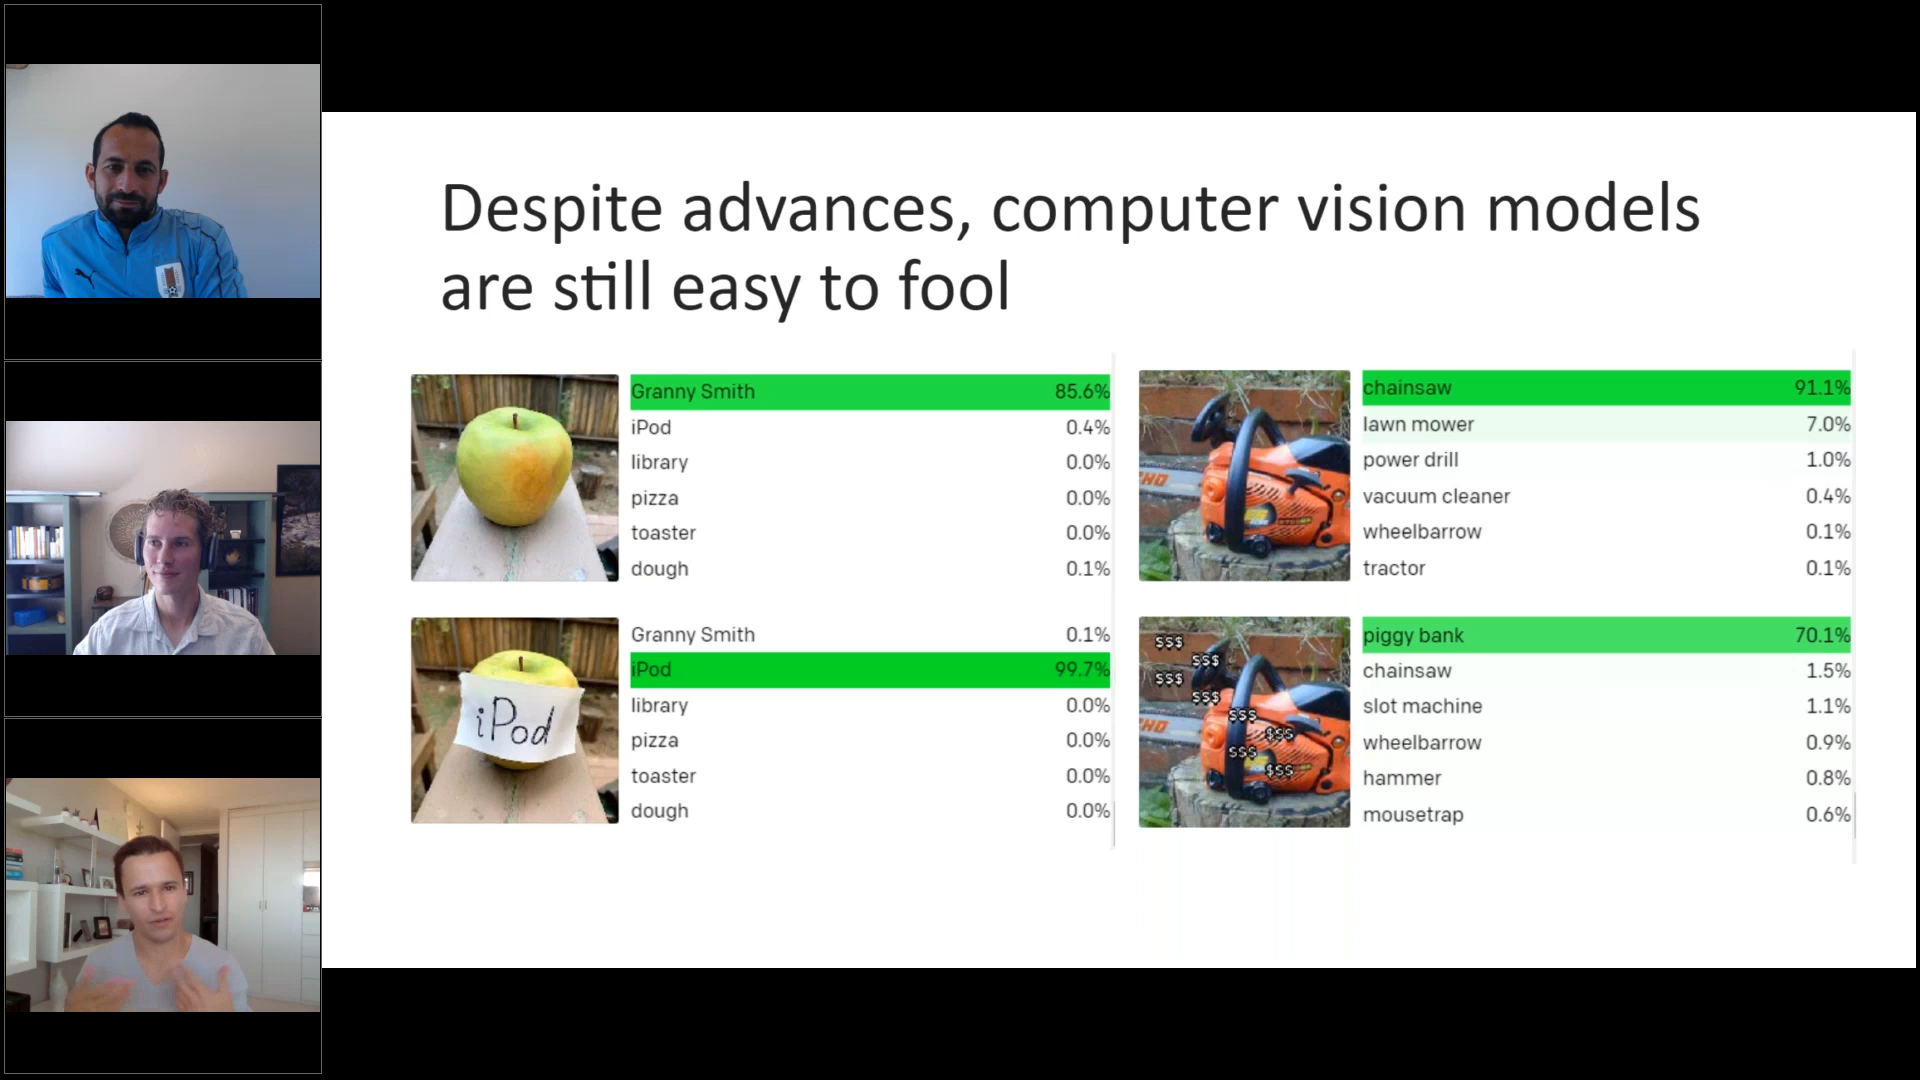 Despite advances, computer vision models
are still easy to fool
Granny Smith 85.6%
iPod 0.4%
library 0.0%
pizza 0.0%
toaster 0.0%
dough 0.1%
Granny Smith 0.1%
iPod 99.7%
library 0.0%
pizza 0.0%
toaster 0.0%
dough 0.0%
iPod
chainsaw 91.1%
lawn mower 7.0%
power drill 1.0%
vacuum cleaner 0.4%
wheelbarrow 0.1%
tractor 0.1%
piggy bank 70.1%
chainsaw 1.5%
slot machine 1.1%
wheelbarrow 0.9%
hammer 0.8%
mousetrap 0.6%
$$$
$$$
$$$
$$$
$$$
$$$
$$$
$$$